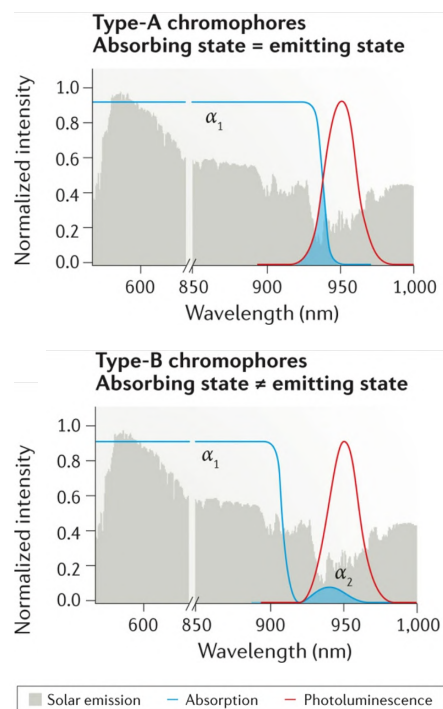 Type-A chromophores
Absorbing state = emitting state
Normalized intensity
1.0
0.8
0.6
0.4
0.2
0.0
α₁
600
850
900
950
1,000
Wavelength (nm)
Type-B chromophores
Absorbing state ≠ emitting state
Normalized intensity
1.0
0.8
0.6
0.4
0.2
0.0
α₁
α₂
600
850
900
950
1,000
Wavelength (nm)
Solar emission
Absorption
Photoluminescence